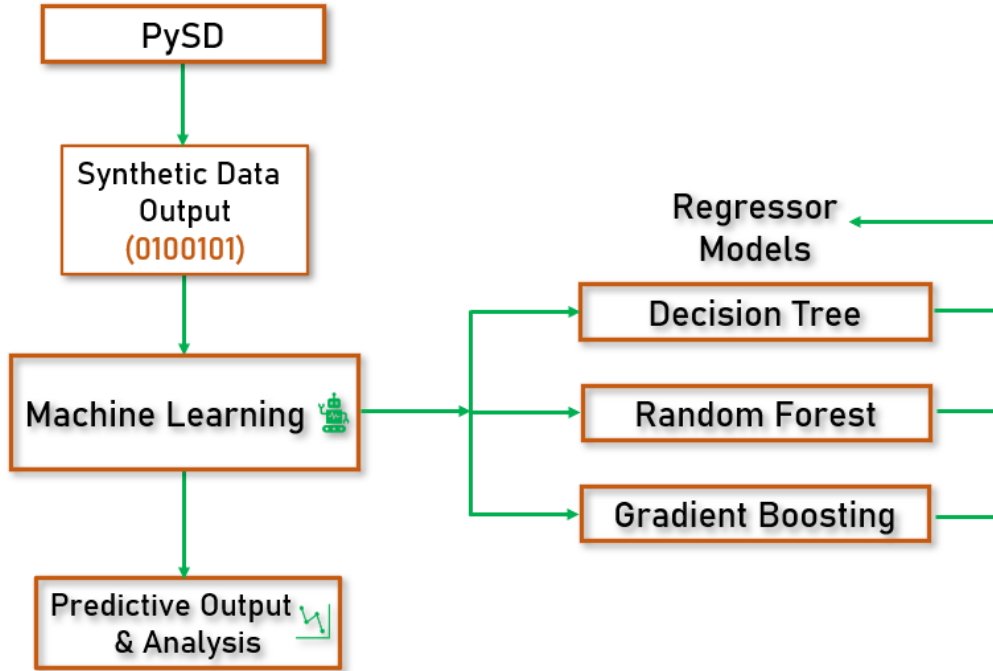 PySD
Synthetic Data
Output
(0100101)
Machine Learning
Predictive Output
& Analysis
Regressor
Models
Decision Tree
Random Forest
Gradient Boosting